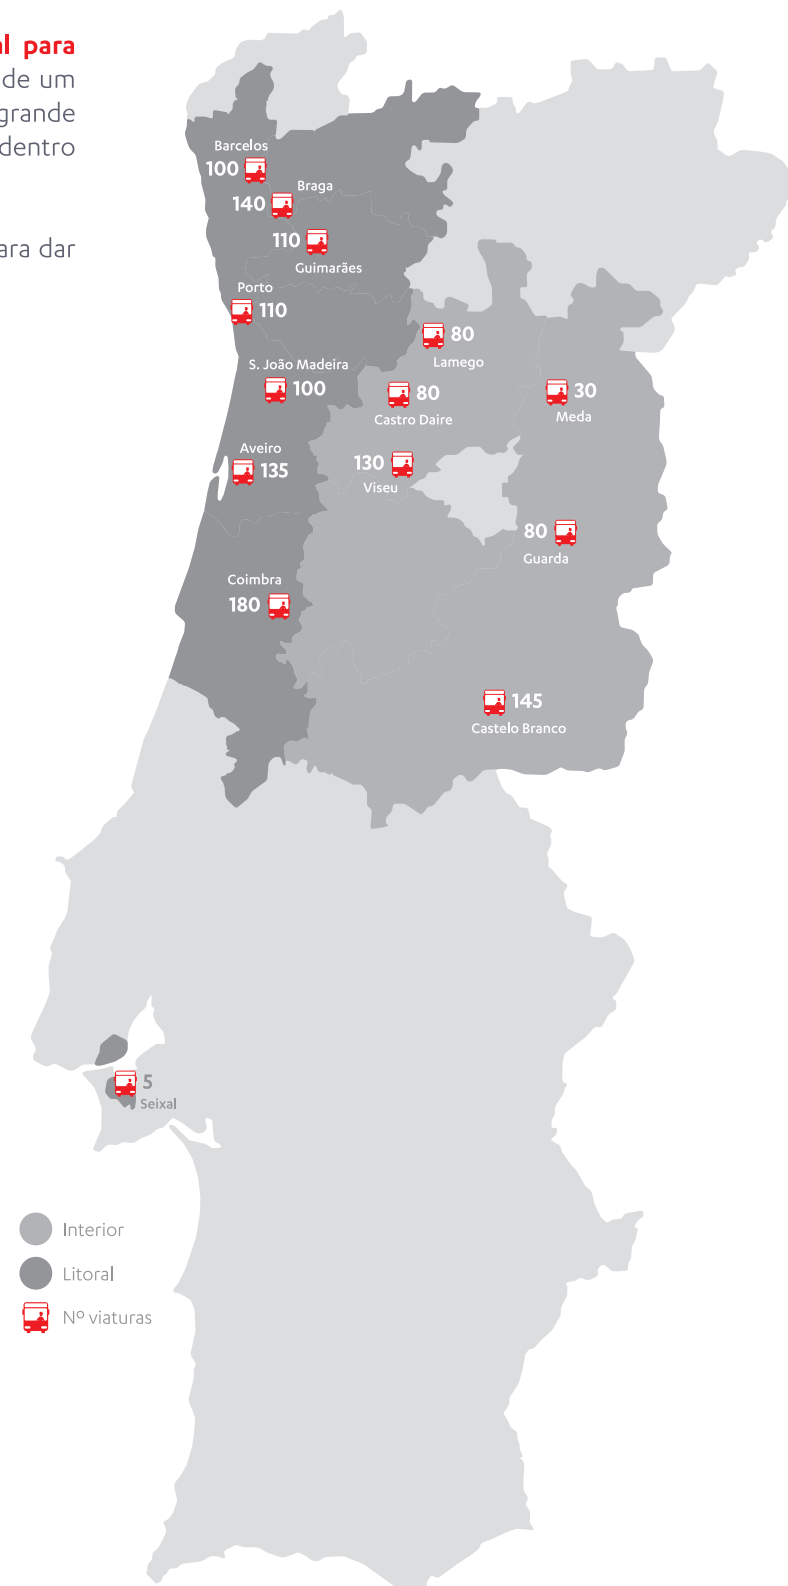 al para
de um
grande
dentro
ara dar
Barcelos
100
Braga
140
110
Guimarães
Porto
110
80
Lamego
S. João Madeira
100
80
Castro Daire
30
Meda
Aveiro
135
130
Viseu
80
Guarda
Coimbra
180
145
Castelo Branco
5
Seixal
Interior
Litoral
Nº viaturas